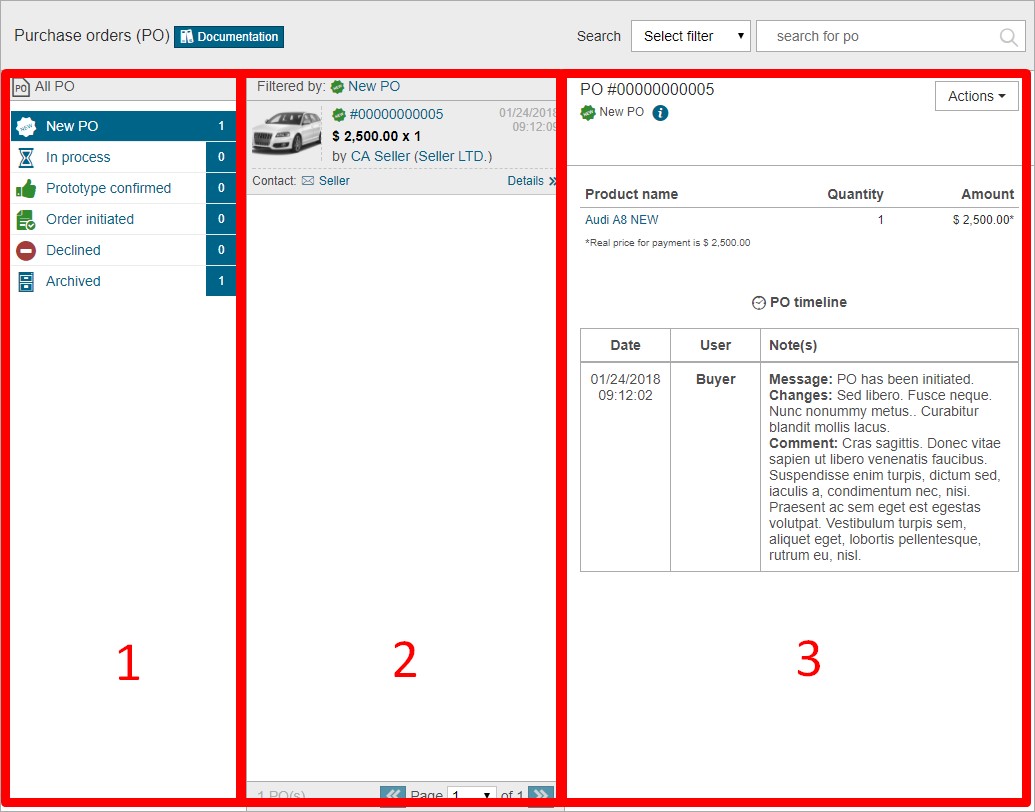 Purchase orders (PO) Documentation
Search Select filter search for po
PO All PO
New PO 1
In process 0
Prototype confirmed 0
Order initiated 0
Declined 0
Archived 1
1
Filtered by: New PO
#00000000005 01/24/2018
$ 2,500.00 x 1 09:12:09
by CA Seller (Seller LTD.)
Contact: Seller Details »
2
1 PO(s) Page 1 of 1
PO #00000000005 Actions
New PO i
Product name Quantity Amount
Audi A8 NEW 1 $ 2,500.00*
*Real price for payment is $ 2,500.00
PO timeline
Date User Note(s)
01/24/2018 Buyer Message: PO has been initiated.
09:12:02 Changes: Sed libero. Fusce neque.
Nunc nonummy metus.. Curabitur
blandit mollis lacus.
Comment: Cras sagittis. Donec vitae
sapien ut libero venenatis faucibus.
Suspendisse enim turpis, dictum sed,
iaculis a, condimentum nec, nisi.
Praesent ac sem eget est egestas
volutpat. Vestibulum turpis sem,
aliquet eget, lobortis pellentesque,
rutrum eu, nisl.
3